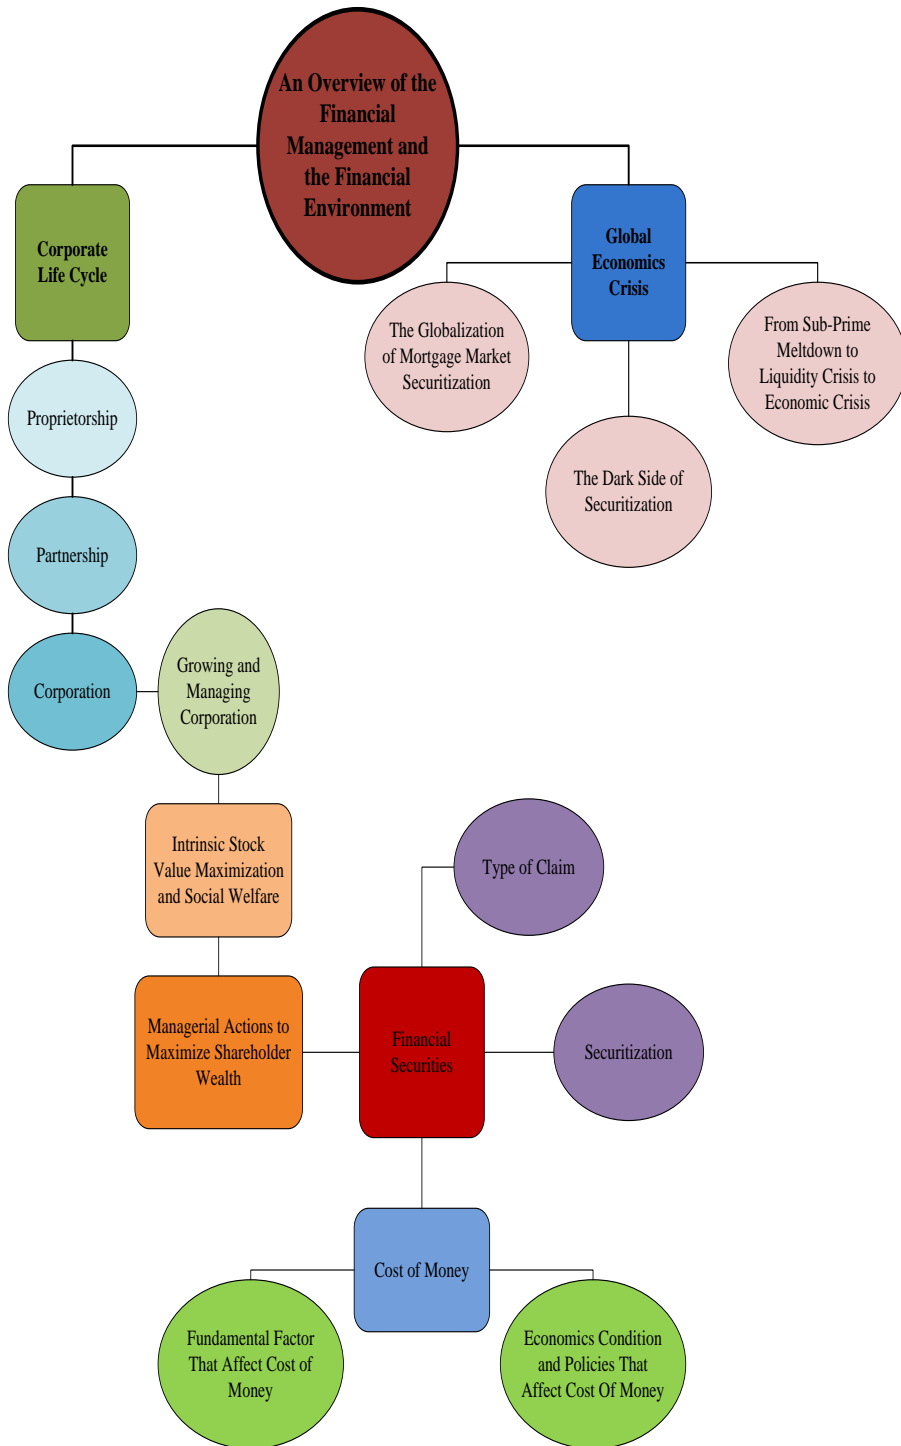 An Overview of the
Financial
Management and
the Financial
Environment
Corporate
Life Cycle
Global
Economics
Crisis
The Globalization
of Mortgage Market
Securitization
From Sub-Prime
Meltdown to
Liquidity Crisis to
Economic Crisis
The Dark Side of
Securitization
Proprietorship
Partnership
Corporation
Growing and
Managing
Corporation
Intrinsic Stock
Value Maximization
and Social Welfare
Type of Claim
Managerial Actions to
Maximize Shareholder
Wealth
Financial
Securities
Securitization
Cost of Money
Fundamental Factor
That Affect Cost of
Money
Economics Condition
and Policies That
Affect Cost Of Money